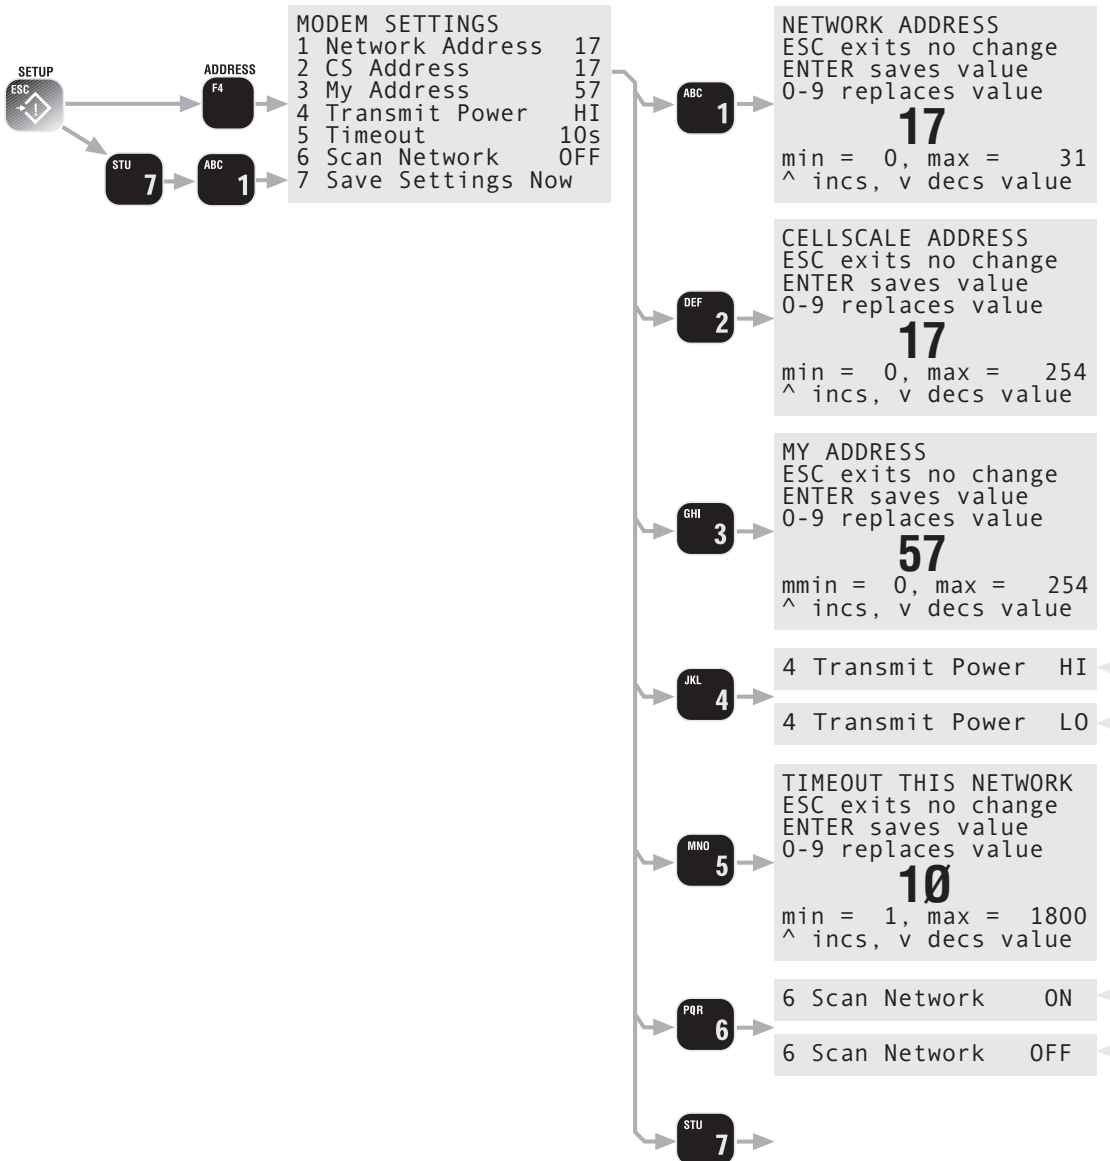 SETUP
ESC
ADDRESS
F4
STU
7
ABC
1
MODEM SETTINGS
1 Network Address 17
2 CS Address 17
3 My Address 57
4 Transmit Power HI
5 Timeout 10s
6 Scan Network OFF
7 Save Settings Now
ABC
1
NETWORK ADDRESS
ESC exits no change
ENTER saves value
0-9 replaces value
17
min = 0, max = 31
^ incs, v decs value
DEF
2
CELLSCALE ADDRESS
ESC exits no change
ENTER saves value
0-9 replaces value
17
min = 0, max = 254
^ incs, v decs value
GHI
3
MY ADDRESS
ESC exits no change
ENTER saves value
0-9 replaces value
57
mmin = 0, max = 254
^ incs, v decs value
JKL
4
4 Transmit Power HI
4 Transmit Power LO
MNO
5
TIMEOUT THIS NETWORK
ESC exits no change
ENTER saves value
0-9 replaces value
1Ø
min = 1, max = 1800
^ incs, v decs value
PQR
6
6 Scan Network ON
6 Scan Network OFF
STU
7